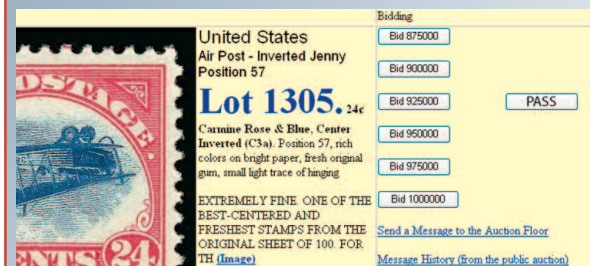 Bidding
United States
Air Post - Inverted Jenny
Position 57
Lot 1305. 24c
Carmine Rose & Blue, Center
Inverted (C3a). Position 57, rich
colors on bright paper, fresh original
gum, small light trace of hinging
EXTREMELY FINE. ONE OF THE
BEST-CENTERED AND
FRESHEST STAMPS FROM THE
ORIGINAL SHEET OF 100. FOR
TH (Image)
Bid 875000
Bid 900000
Bid 925000
PASS
Bid 950000
Bid 975000
Bid 1000000
Send a Message to the Auction Floor
Message History (from the public auction)
OSTAGE
CENTS 24